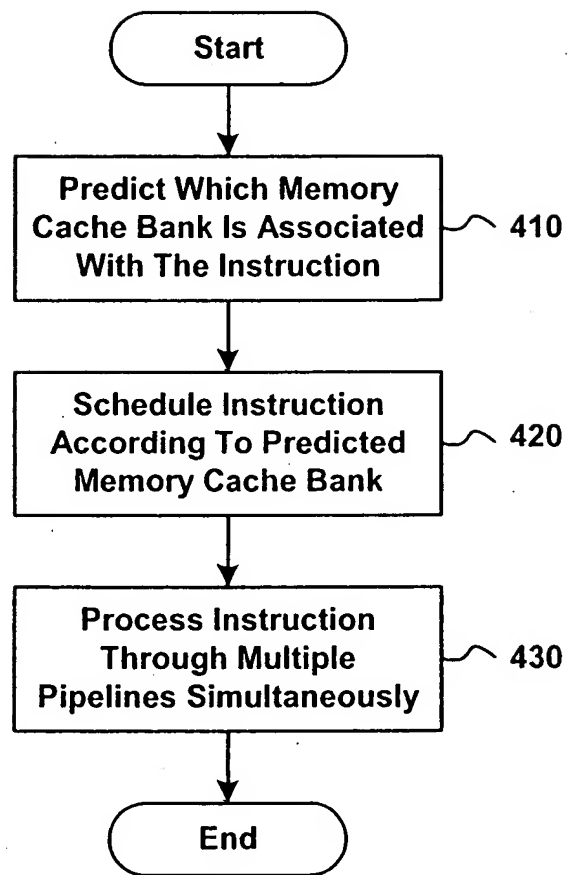 Start
Predict Which Memory
Cache Bank Is Associated
With The Instruction
410
Schedule Instruction
According To Predicted
Memory Cache Bank
420
Process Instruction
Through Multiple
Pipelines Simultaneously
430
End